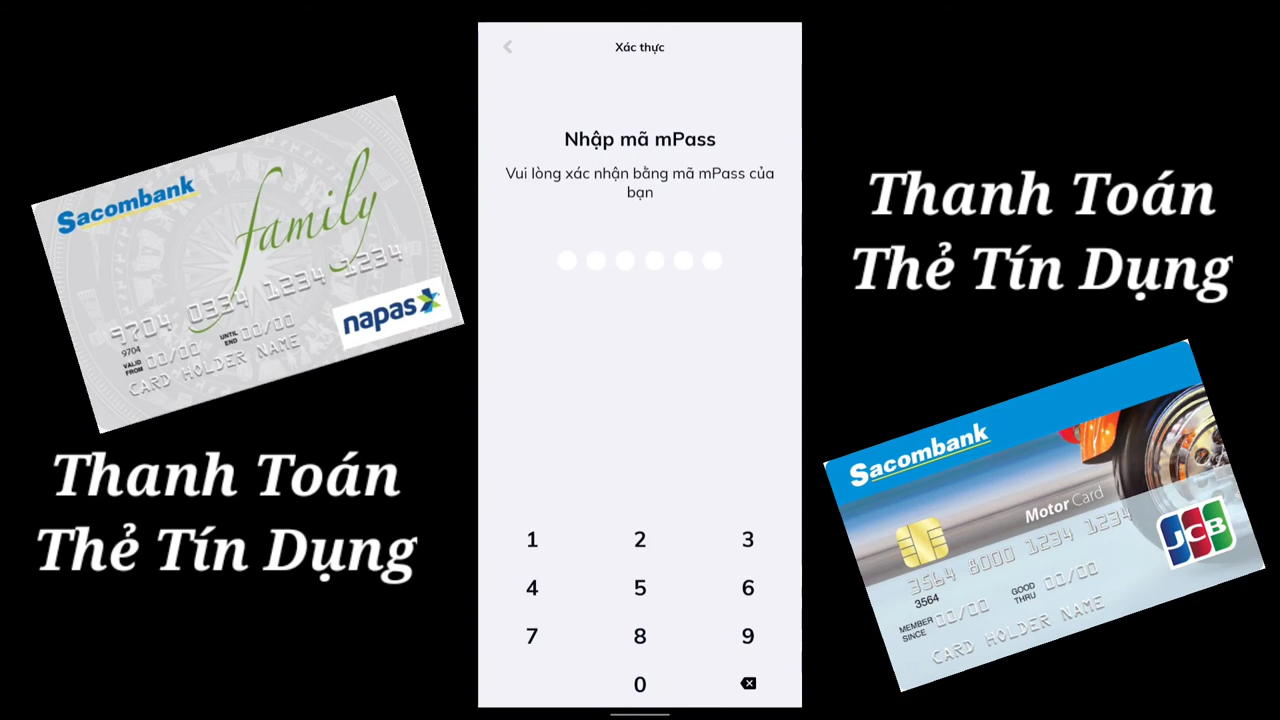 Sacombank
family
9704 0334 1234 1234
9704
VALID FROM 00/00 UNTIL END 00/00
CARD HOLDER NAME
napas
Thanh Toán
Thẻ Tín Dụng
Xác thực
Nhập mã mPass
Vui lòng xác nhận bằng mã mPass của
bạn
1 2 3
4 5 6
7 8 9
0
Thanh Toán
Thẻ Tín Dụng
Sacombank
Motor Card
3564 8000 1234 1234
3564
MEMBER SINCE 00/00 GOOD THRU 00/00
CARD HOLDER NAME
JCB